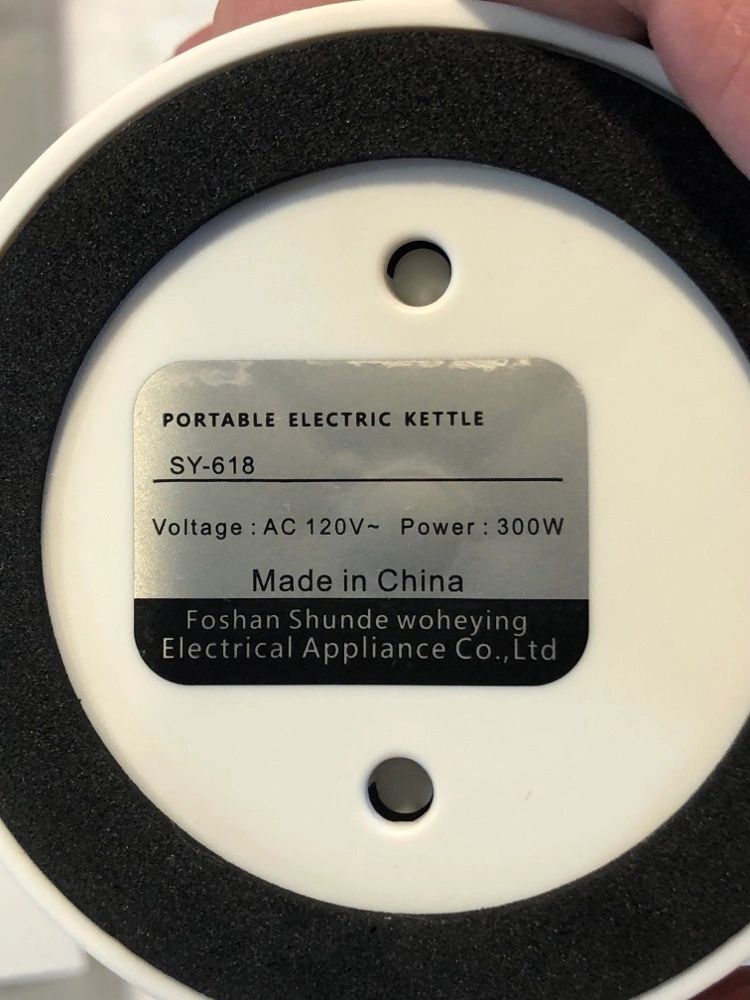 PORTABLE ELECTRIC KETTLE
SY-618
Voltage : AC 120V~ Power : 300W
Made in China
Foshan Shunde woheying
Electrical Appliance Co.,Ltd